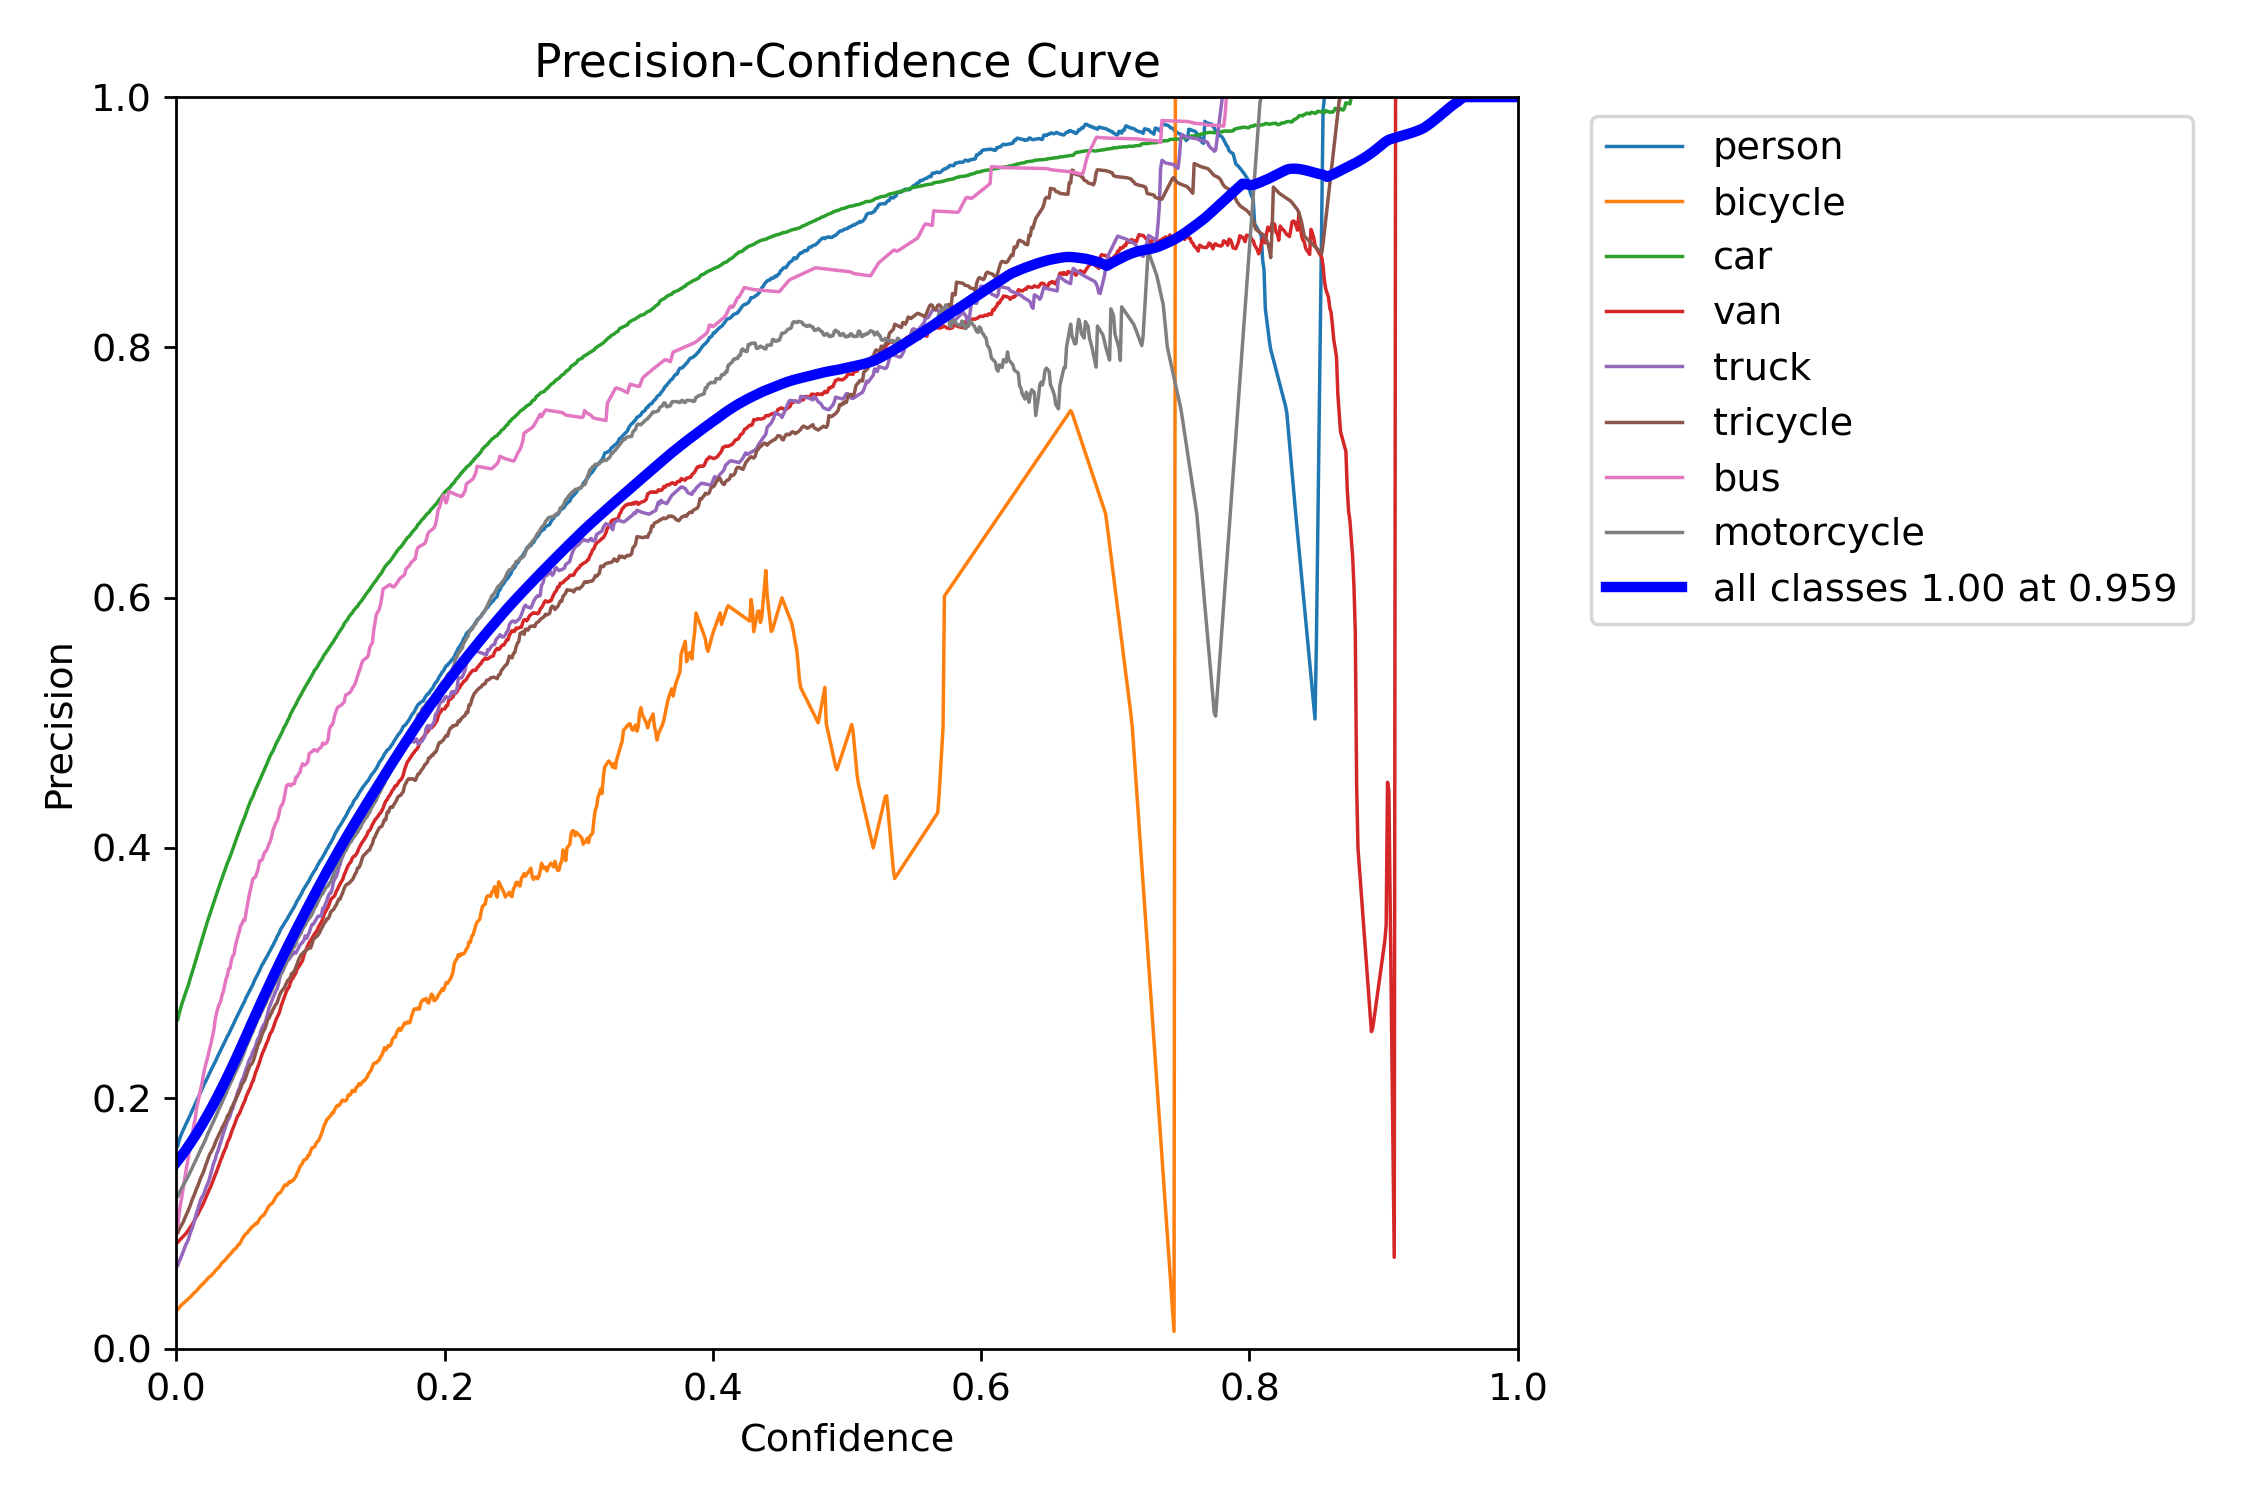 Precision-Confidence Curve
1.0
0.8
0.6
0.4
0.2
0.0
Precision
0.0 0.2 0.4 0.6 0.8 1.0
Confidence
person
bicycle
car
van
truck
tricycle
bus
motorcycle
all classes 1.00 at 0.959